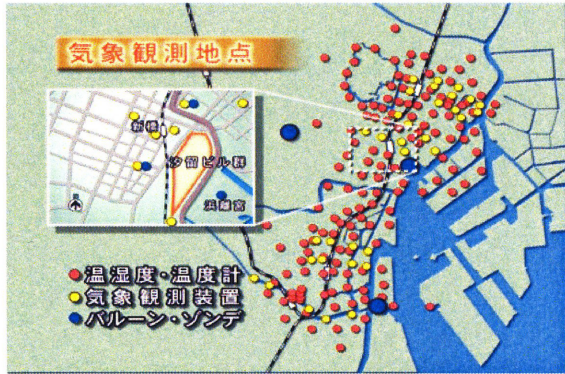 気象観測地点
新橋
汐留ビル群
浜離宮
温湿度・温度計
気象観測装置
バルーン・ゾンデ